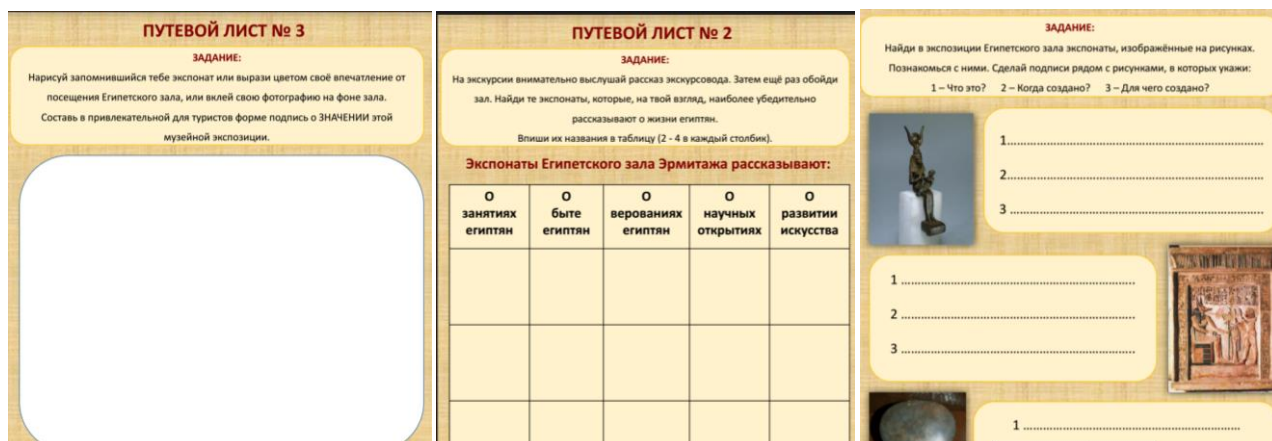 ПУТЕВОЙ ЛИСТ № 3
ЗАДАНИЕ:
Нарисуй запомнившийся тебе экспонат или вырази цветом своё впечатление от
посещения Египетского зала, или вклей свою фотографию на фоне зала.
Составь в привлекательной для туристов форме подпись о ЗНАЧЕНИИ этой
музейной экспозиции.
ПУТЕВОЙ ЛИСТ № 2
ЗАДАНИЕ:
На экскурсии внимательно выслушай рассказ экскурсовода. Затем ещё раз обойди
зал. Найди те экспонаты, которые, на твой взгляд, наиболее убедительно
рассказывают о жизни египтян.
Впиши их названия в таблицу (2 - 4 в каждый столбик).
Экспонаты Египетского зала Эрмитажа рассказывают:
О занятиях египтян
О быте египтян
О верованиях египтян
О научных открытиях
О развитии искусства
ЗАДАНИЕ:
Найди в экспозиции Египетского зала экспонаты, изображённые на рисунках.
Познакомься с ними. Сделай подписи рядом с рисунками, в которых укажи:
1 – Что это? 2 – Когда создано? 3 – Для чего создано?
1...............................................................
2...............................................................
3 ...............................................................
1 ...............................................................
2 ...............................................................
3 ...............................................................
1 ...............................................................